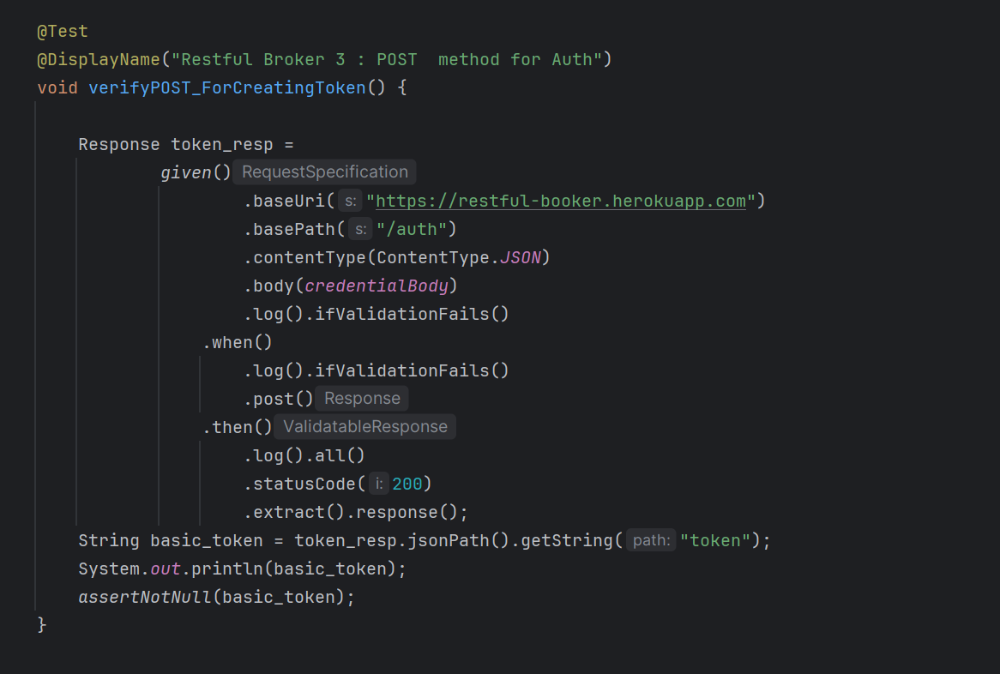 @Test
@DisplayName("Restful Broker 3 : POST  method for Auth")
void verifyPOST_ForCreatingToken() {
Response token_resp =
given() RequestSpecification
.baseUri( s: "https://restful-booker.herokuapp.com")
.basePath( s: "/auth")
.contentType(ContentType.JSON)
.body(credentialBody)
.log().ifValidationFails()
.when()
.log().ifValidationFails()
.post() Response
.then() ValidatableResponse
.log().all()
.statusCode( i: 200)
.extract().response();
String basic_token = token_resp.jsonPath().getString( path: "token");
System.out.println(basic_token);
assertNotNull(basic_token);
}